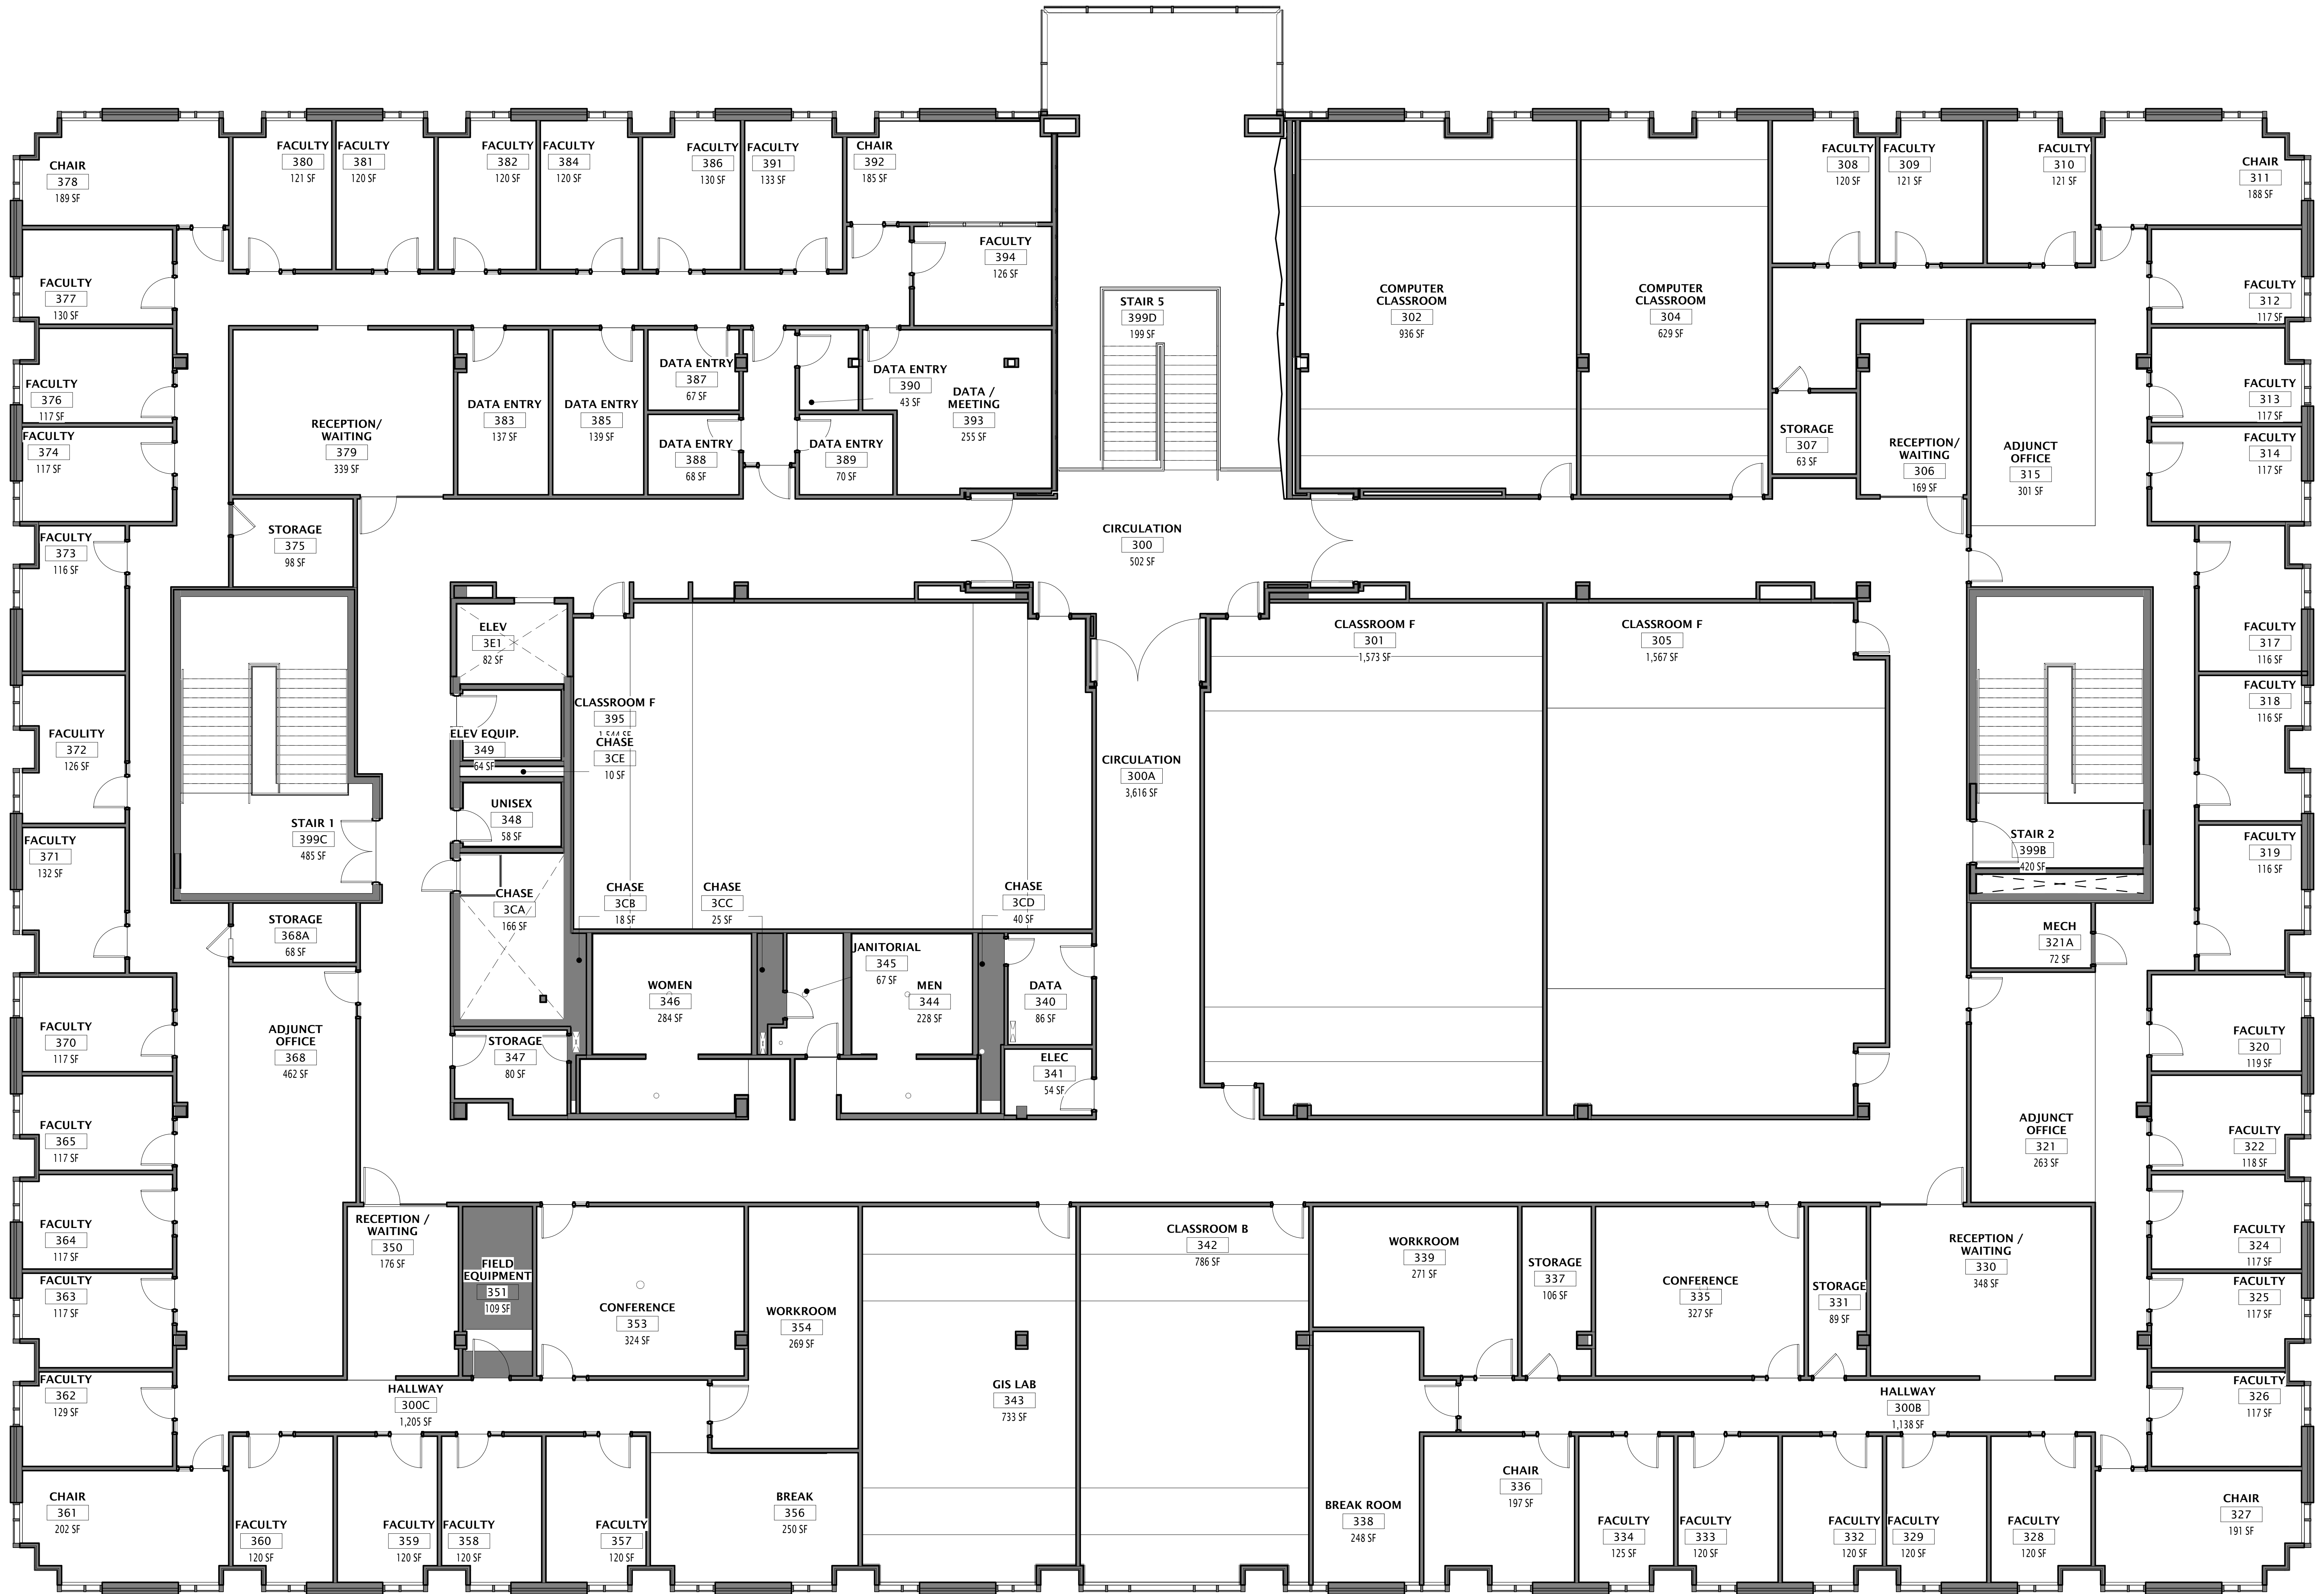 FACULTY
380
121 SF
FACULTY
381
120 SF
FACULTY
382
120 SF
FACULTY
384
120 SF
FACULTY
386
130 SF
FACULTY
391
133 SF
CHAIR
392
185 SF
CHAIR
378
189 SF
FACULTY
308
120 SF
FACULTY
309
121 SF
FACULTY
310
121 SF
CHAIR
311
188 SF
FACULTY
394
126 SF
FACULTY
377
130 SF
STAIR 5
399D
199 SF
COMPUTER
CLASSROOM
302
936 SF
COMPUTER
CLASSROOM
304
629 SF
FACULTY
312
117 SF
FACULTY
376
117 SF
DATA ENTRY
387
67 SF
DATA ENTRY
390
43 SF
DATA /
MEETING
393
255 SF
FACULTY
313
117 SF
RECEPTION/
WAITING
379
339 SF
DATA ENTRY
383
137 SF
DATA ENTRY
385
139 SF
DATA ENTRY
388
68 SF
DATA ENTRY
389
70 SF
STORAGE
307
63 SF
RECEPTION/
WAITING
306
169 SF
ADJUNCT
OFFICE
315
301 SF
FACULTY
314
117 SF
FACULTY
374
117 SF
FACULTY
373
116 SF
STORAGE
375
98 SF
CIRCULATION
300
502 SF
ELEV
3E1
82 SF
CLASSROOM F
301
1,573 SF
CLASSROOM F
305
1,567 SF
FACULTY
317
116 SF
FACULTY
318
116 SF
FACULITY
372
126 SF
CLASSROOM F
395
1,544 SF
ELEV EQUIP.
349
64 SF
CHASE
3CE
10 SF
CIRCULATION
300A
3,616 SF
UNISEX
348
58 SF
STAIR 1
399C
485 SF
STAIR 2
399B
420 SF
FACULTY
319
116 SF
FACULTY
371
132 SF
CHASE
3CA
166 SF
CHASE
3CB
18 SF
CHASE
3CC
25 SF
CHASE
3CD
40 SF
STORAGE
368A
68 SF
MECH
321A
72 SF
JANITORIAL
345
67 SF
WOMEN
346
284 SF
MEN
344
228 SF
DATA
340
86 SF
FACULTY
370
117 SF
ADJUNCT
OFFICE
368
462 SF
STORAGE
347
80 SF
ELEC
341
54 SF
FACULTY
320
119 SF
FACULTY
365
117 SF
ADJUNCT
OFFICE
321
263 SF
FACULTY
322
118 SF
FACULTY
364
117 SF
RECEPTION /
WAITING
350
176 SF
CLASSROOM B
342
786 SF
WORKROOM
339
271 SF
RECEPTION /
WAITING
330
348 SF
FACULTY
324
117 SF
FIELD
EQUIPMENT
351
109 SF
STORAGE
337
106 SF
CONFERENCE
335
327 SF
STORAGE
331
89 SF
FACULTY
325
117 SF
FACULTY
363
117 SF
CONFERENCE
353
324 SF
WORKROOM
354
269 SF
FACULTY
362
129 SF
HALLWAY
300C
1,205 SF
GIS LAB
343
733 SF
HALLWAY
300B
1,138 SF
FACULTY
326
117 SF
CHAIR
361
202 SF
FACULTY
360
120 SF
FACULTY
359
120 SF
FACULTY
358
120 SF
FACULTY
357
120 SF
BREAK
356
250 SF
BREAK ROOM
338
248 SF
CHAIR
336
197 SF
FACULTY
334
125 SF
FACULTY
333
120 SF
FACULTY
332
120 SF
FACULTY
329
120 SF
FACULTY
328
120 SF
CHAIR
327
191 SF